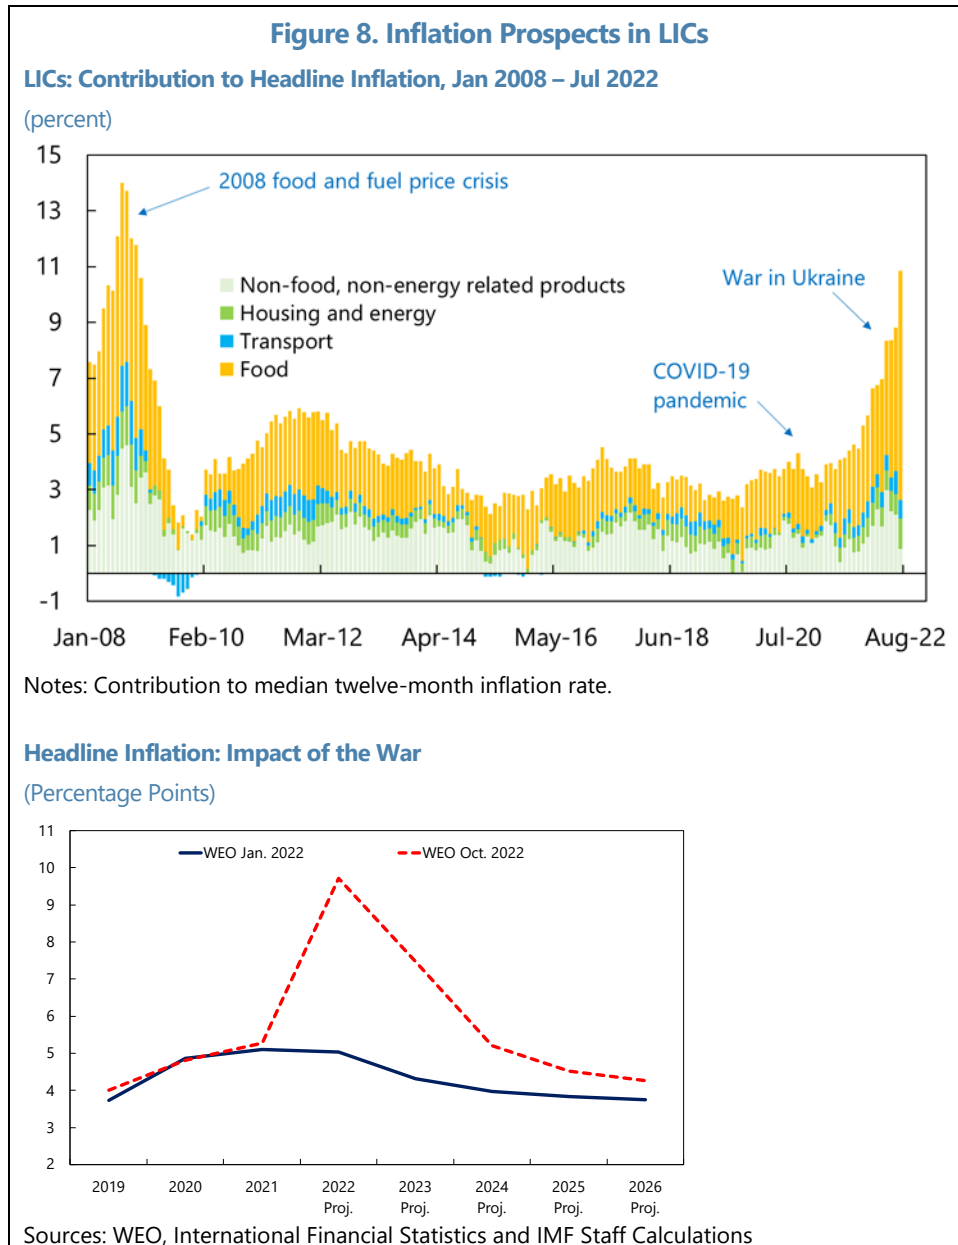 Figure 8. Inflation Prospects in LICs
LICs: Contribution to Headline Inflation, Jan 2008 – Jul 2022
(percent)
15
13
11
9
7
5
3
1
-1
2008 food and fuel price crisis
Non-food, non-energy related products
Housing and energy
Transport
Food
War in Ukraine
COVID-19
pandemic
Jan-08 Feb-10 Mar-12 Apr-14 May-16 Jun-18 Jul-20 Aug-22
Notes: Contribution to median twelve-month inflation rate.
Headline Inflation: Impact of the War
(Percentage Points)
11
10
9
8
7
6
5
4
3
2
WEO Jan. 2022 WEO Oct. 2022
2019 2020 2021 2022 2023 2024 2025 2026
Proj. Proj. Proj. Proj. Proj.
Sources: WEO, International Financial Statistics and IMF Staff Calculations